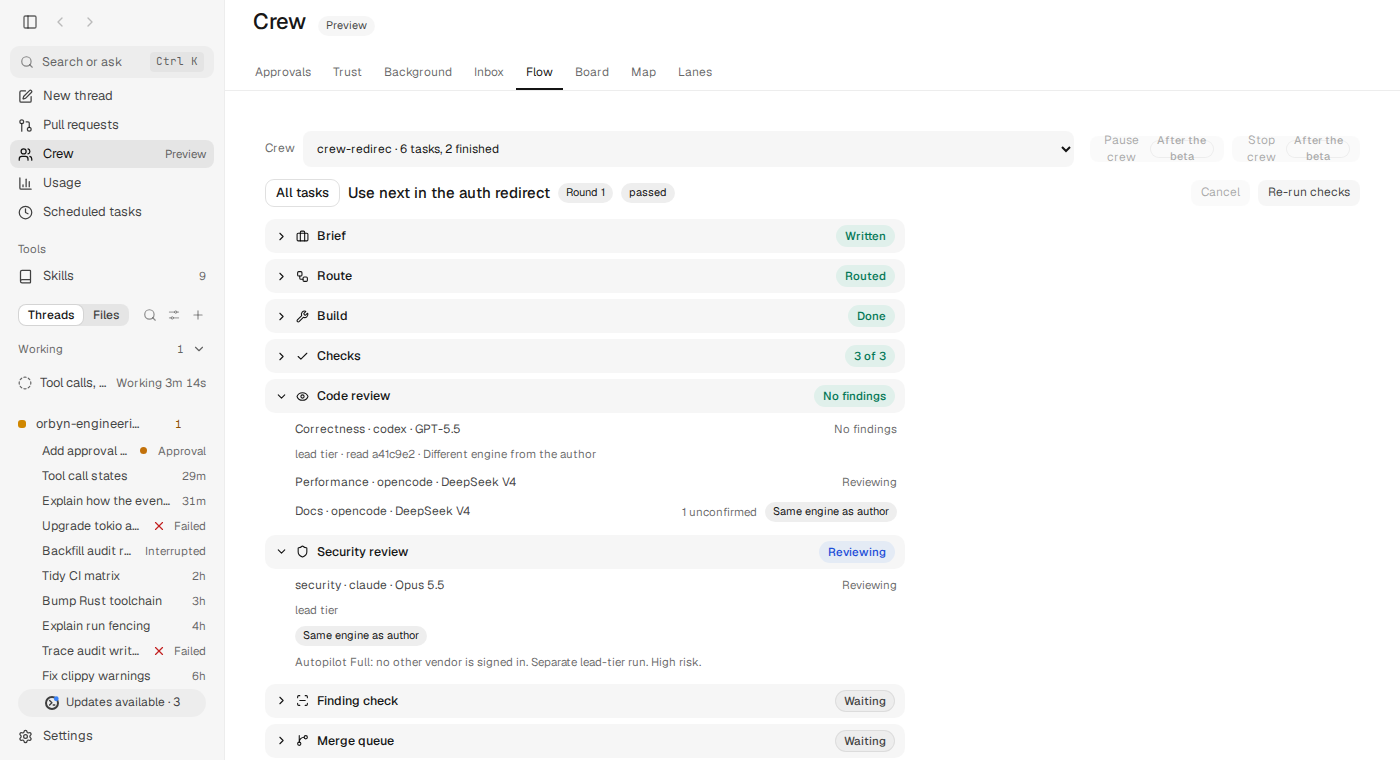 Crew Preview
Search or ask Ctrl K
New thread
Pull requests
Crew Preview
Usage
Scheduled tasks
Tools
Skills 9
Threads Files
Working 1
Tool calls, ... Working 3m 14s
orbyn-engineeri... 1
Add approval ... Approval
Tool call states 29m
Explain how the even... 31m
Upgrade tokio a... Failed
Backfill audit r... Interrupted
Tidy CI matrix 2h
Bump Rust toolchain 3h
Explain run fencing 4h
Trace audit writ... Failed
Fix clippy warnings 6h
Updates available · 3
Settings
Approvals Trust Background Inbox Flow Board Map Lanes
Crew crew-redirec · 6 tasks, 2 finished
Pause crew After the beta
Stop crew After the beta
All tasks Use next in the auth redirect Round 1 passed
Cancel Re-run checks
Brief Written
Route Routed
Build Done
Checks 3 of 3
Code review No findings
Correctness · codex · GPT-5.5 No findings
lead tier · read a41c9e2 · Different engine from the author
Performance · opencode · DeepSeek V4 Reviewing
Docs · opencode · DeepSeek V4 1 unconfirmed Same engine as author
Security review Reviewing
security · claude · Opus 5.5 Reviewing
lead tier
Same engine as author
Autopilot Full: no other vendor is signed in. Separate lead-tier run. High risk.
Finding check Waiting
Merge queue Waiting